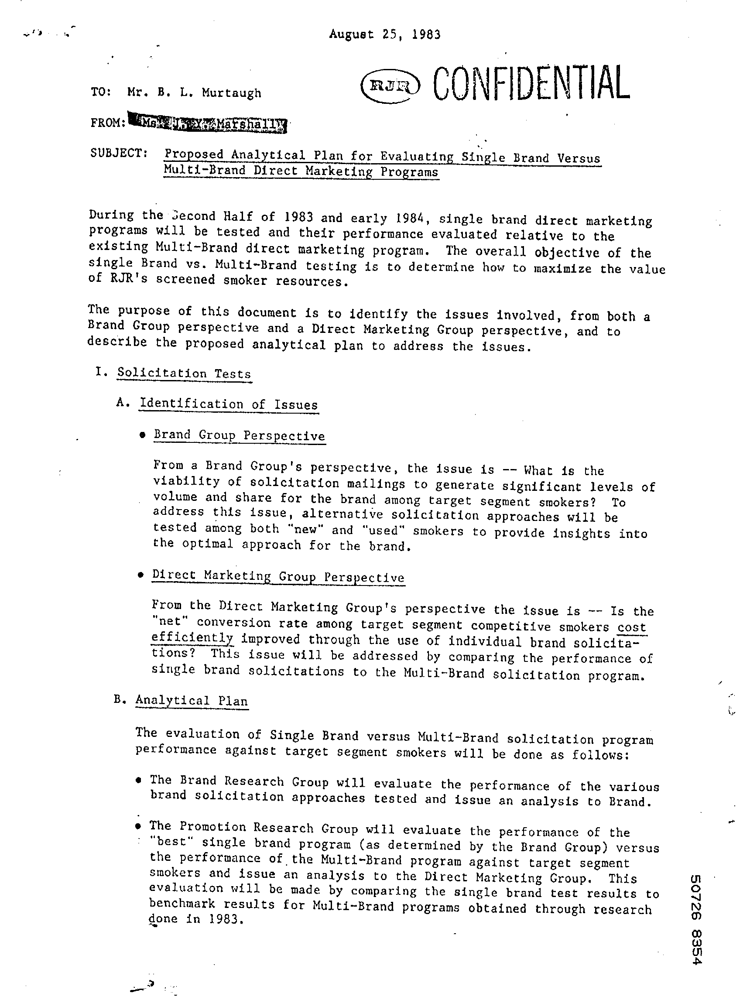 August 25, 1983
TO: Mr. B. L. Murtaugh
RJR CONFIDENTIAL
FROM:
SUBJECT: Proposed Analytical Plan for Evaluating Single Brand Versus
Multi-Brand Direct Marketing Programs
During the Second Half of 1983 and early 1984, single brand direct marketing
programs will be tested and their performance evaluated relative to the
existing Multi-Brand direct marketing program. The overall objective of the
single Brand vs. Multi-Brand testing is to determine how to maximize the value
of RJR's screened smoker resources.
The purpose of this document is to identify the issues involved, from both a
Brand Group perspective and a Direct Marketing Group perspective, and to
describe the proposed analytical plan to address the issues.
I. Solicitation Tests
A. Identification of Issues
• Brand Group Perspective
From a Brand Group's perspective, the issue is -- What is the
viability of solicitation mailings to generate significant levels of
volume and share for the brand among target segment smokers? To
address this issue, alternative solicitation approaches will be
tested among both "new" and "used" smokers to provide insights into
the optimal approach for the brand.
• Direct Marketing Group Perspective
From the Direct Marketing Group's perspective the issue is -- Is the
"net" conversion rate among target segment competitive smokers cost
efficiently improved through the use of individual brand solicita-
tions? This issue will be addressed by comparing the performance of
single brand solicitations to the Multi-Brand solicitation program.
B. Analytical Plan
The evaluation of Single Brand versus Multi-Brand solicitation program
performance against target segment smokers will be done as follows:
• The Brand Research Group will evaluate the performance of the various
brand solicitation approaches tested and issue an analysis to Brand.
• The Promotion Research Group will evaluate the performance of the
"best" single brand program (as determined by the Brand Group) versus
the performance of the Multi-Brand program against target segment
smokers and issue an analysis to the Direct Marketing Group. This
evaluation will be made by comparing the single brand test results to
benchmark results for Multi-Brand programs obtained through research
done in 1983.
50726 8354